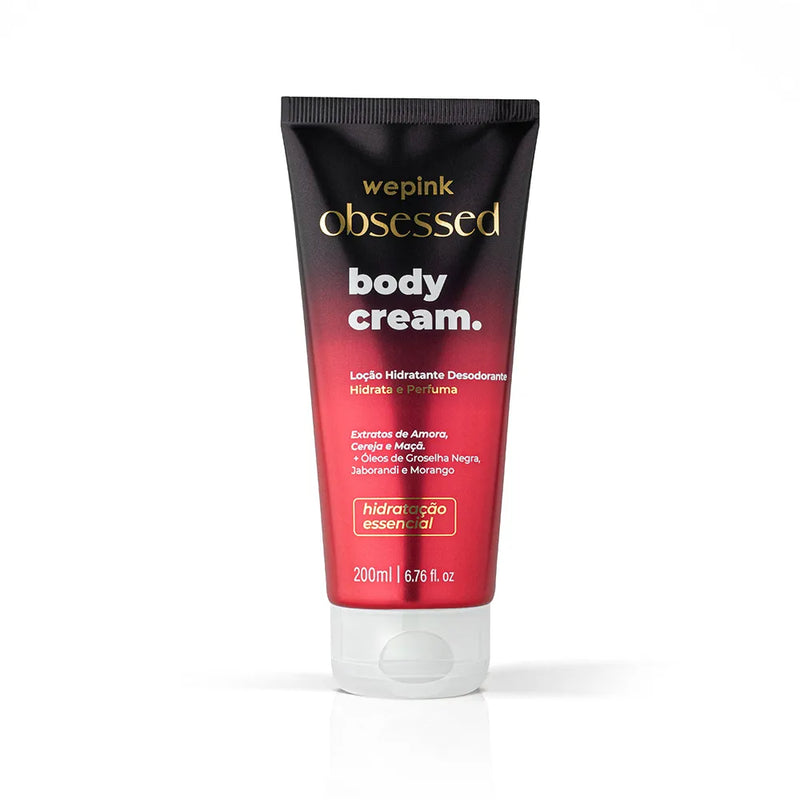 wepink
obsessed
body
cream.
Loção Hidratante Desodorante
Hidrata e Perfuma
Extratos de Amora,
Cereja e Maçã.
+ Óleos de Groselha Negra,
Jaborandi e Morango
hidratação
essencial
200ml | 6.76 fl. oz